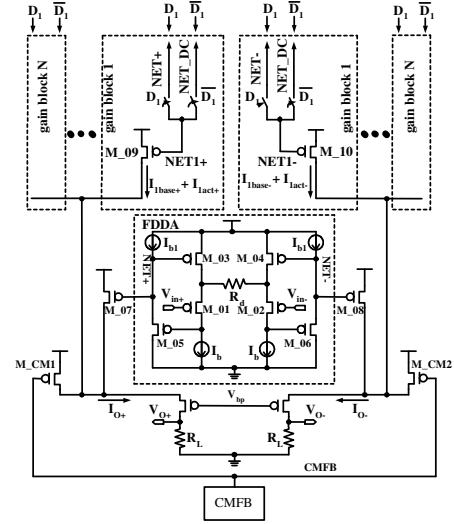 D1 D̅1 D1 D̅1 D1 D̅1 D1 D̅1
gain block N
gain block 1
NET+
NET_DC
D1 D̅1
M_09
NET1+
I1base+ + I1act+
NET-
NET_DC
D1 D̅1
NET1-
M_10
I1base- + I1act-
gain block 1
gain block N
FDDA
Ib1 Ib1
NET+ NET-
M_03 M_04
Rd
M_07 Vin+ M_01 M_02 Vin- M_08
M_05 M_06
Ib Ib
M_CM1 M_CM2
IO+ Vbp IO-
VO+ VO-
RL RL
CMFB
CMFB